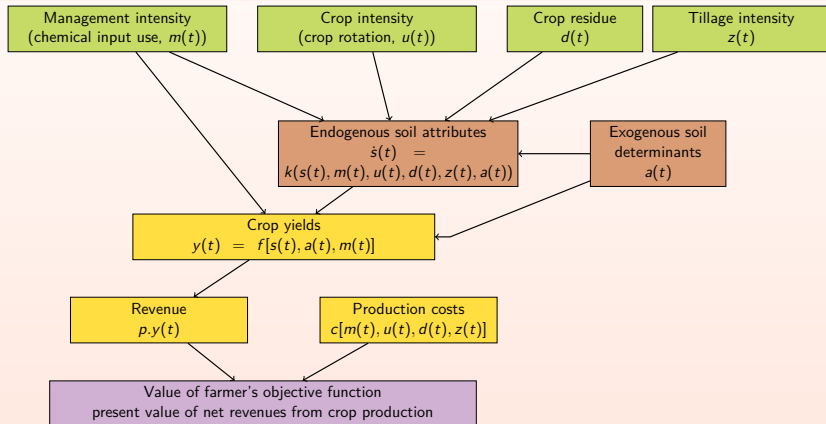 Management intensity
(chemical input use, m(t))
Crop intensity
(crop rotation, u(t))
Crop residue
d(t)
Tillage intensity
z(t)
Endogenous soil attributes
ṡ(t) =
k(s(t), m(t), u(t), d(t), z(t), a(t))
Exogenous soil
determinants
a(t)
Crop yields
y(t) = f[s(t), a(t), m(t)]
Revenue
p.y(t)
Production costs
c[m(t), u(t), d(t), z(t)]
Value of farmer's objective function
present value of net revenues from crop production